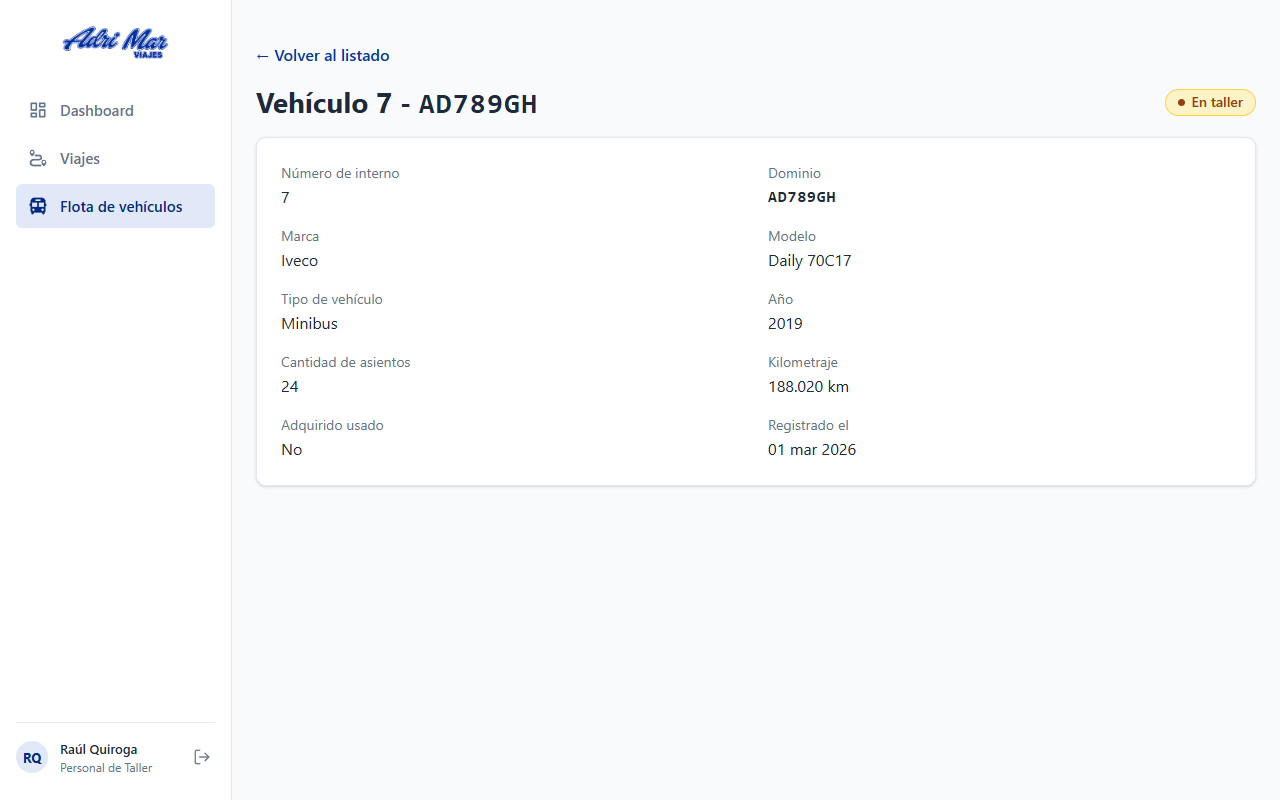 Adri Mar
VIAJES
Dashboard
Viajes
Flota de vehículos
RQ
Raúl Quiroga
Personal de Taller
← Volver al listado
Vehículo 7 - AD789GH
En taller
Número de interno
7
Dominio
AD789GH
Marca
Iveco
Modelo
Daily 70C17
Tipo de vehículo
Minibus
Año
2019
Cantidad de asientos
24
Kilometraje
188.020 km
Adquirido usado
No
Registrado el
01 mar 2026